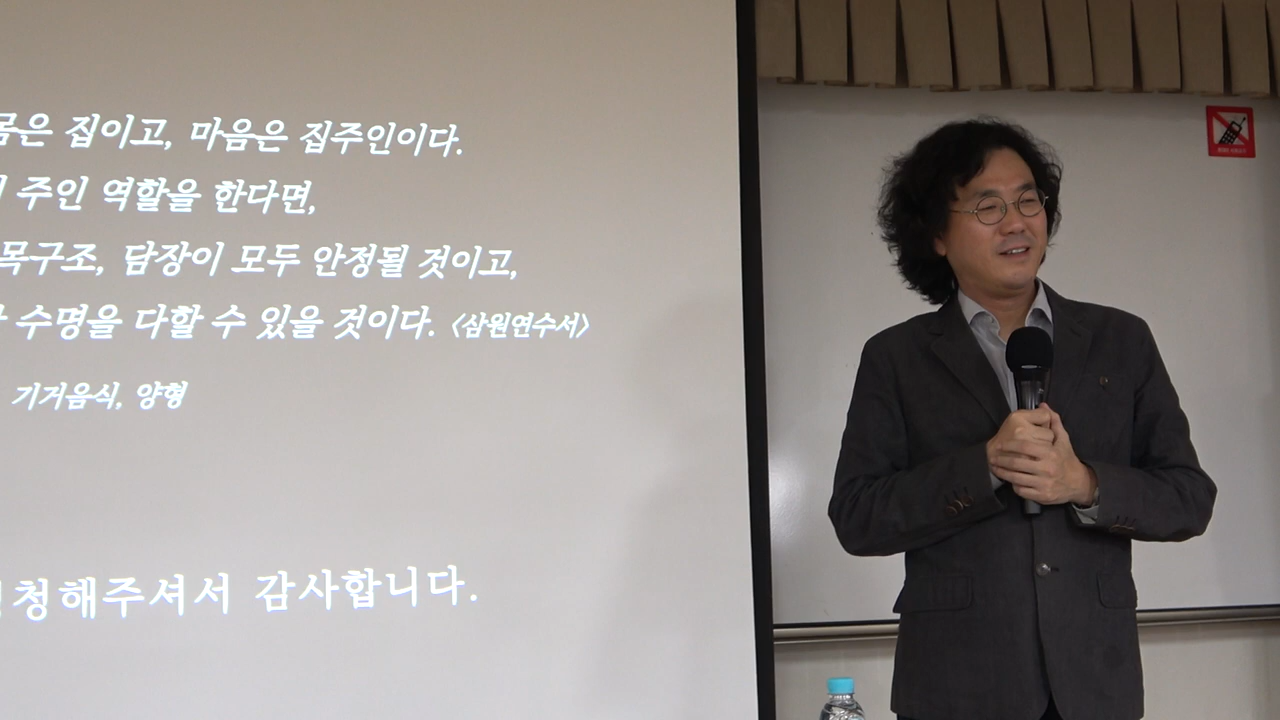 몸은 집이고, 마음은 집주인이다.
주인 역할을 한다면,
목구조, 담장이 모두 안정될 것이고,
수명을 다할 수 있을 것이다. <삼원연수서>
기거음식, 양형
청해주셔서 감사합니다.